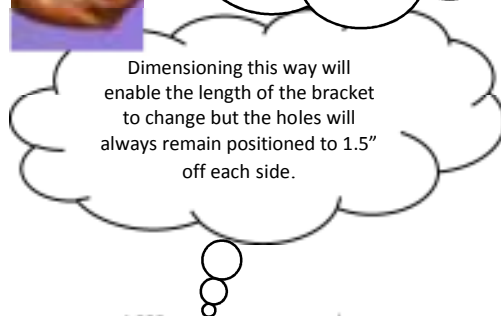 Dimensioning this way will
enable the length of the bracket
to change but the holes will
always remain positioned to 1.5”
off each side.